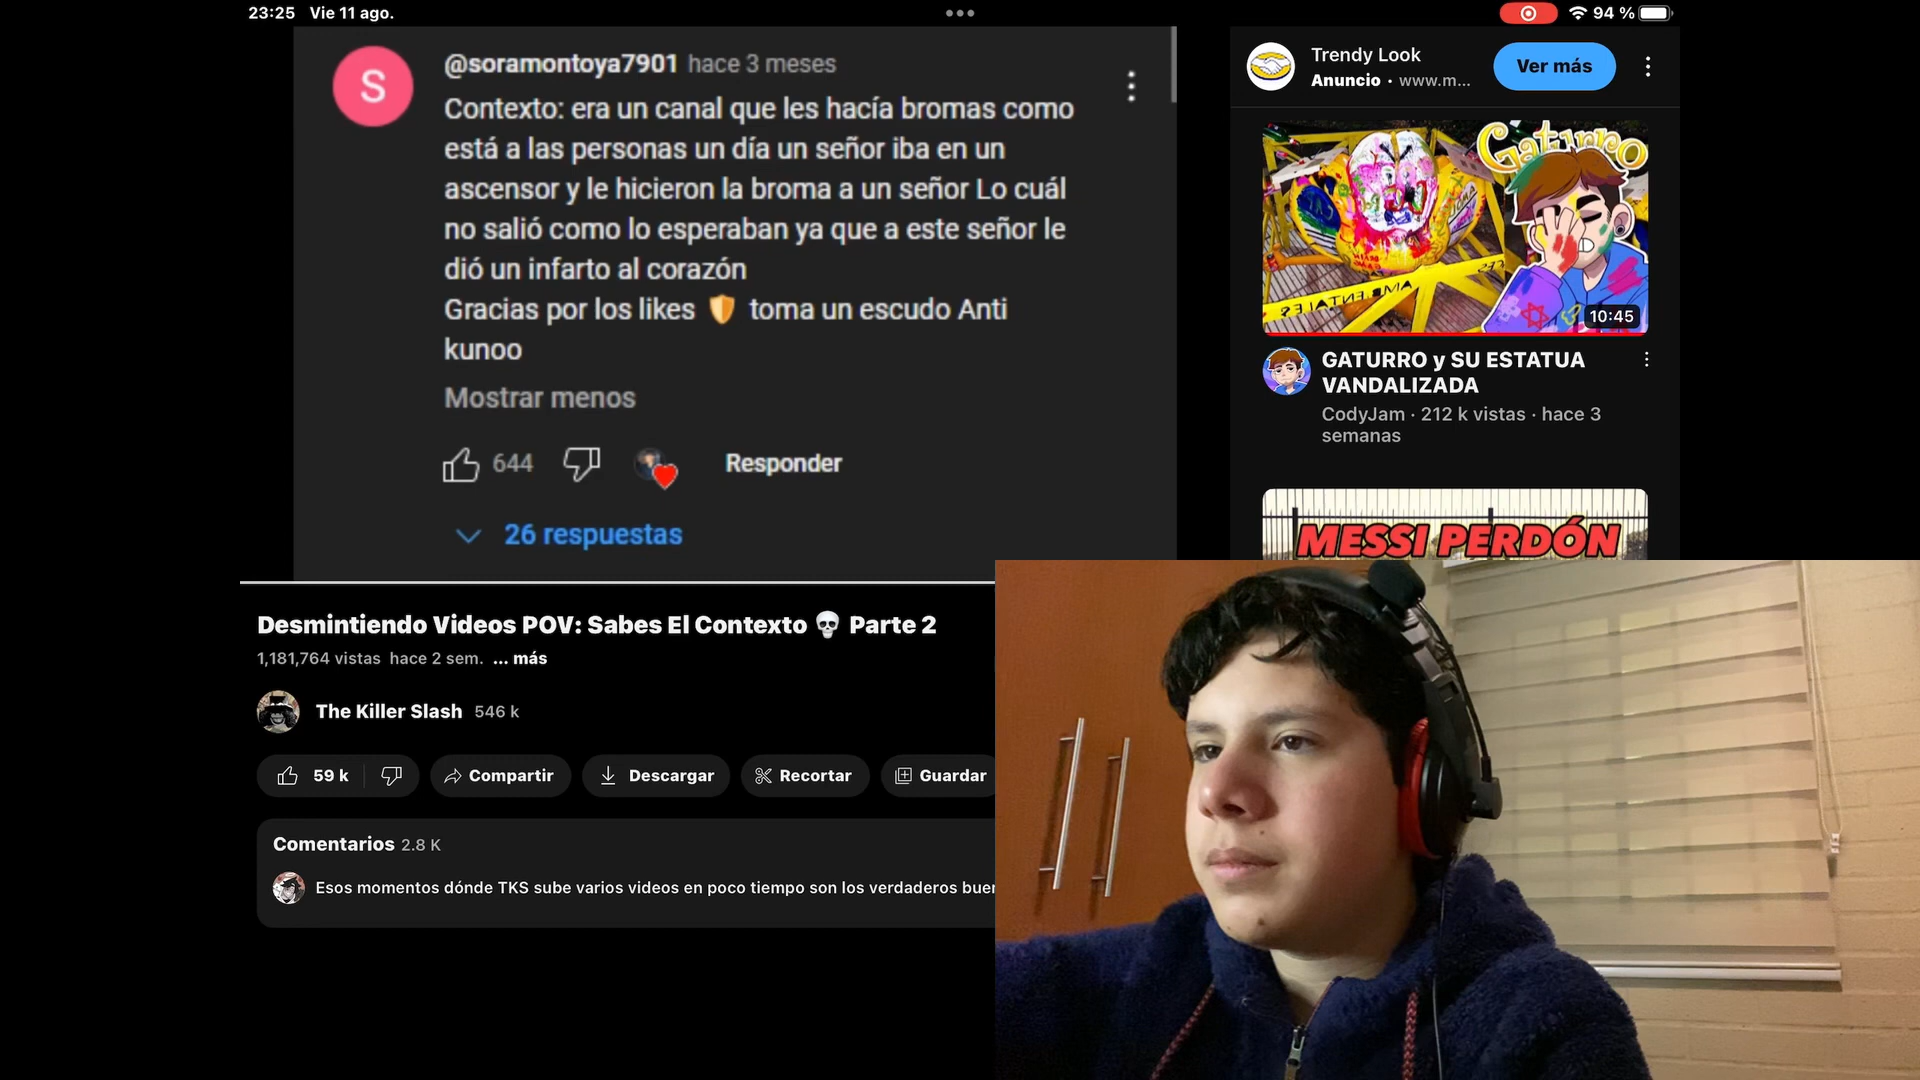 23:25 Vie 11 ago.
94 %
@soramontoya7901 hace 3 meses
S
Contexto: era un canal que les hacía bromas como
está a las personas un día un señor iba en un
ascensor y le hicieron la broma a un señor Lo cuál
no salió como lo esperaban ya que a este señor le
dió un infarto al corazón
Gracias por los likes 🛡️ toma un escudo Anti
kunoo
Mostrar menos
644
Responder
26 respuestas
Desmintiendo Videos POV: Sabes El Contexto 💀 Parte 2
1,181,764 vistas hace 2 sem. ... más
The Killer Slash 546 k
59 k
Compartir
Descargar
Recortar
Guardar
Comentarios 2.8 K
Esos momentos dónde TKS sube varios videos en poco tiempo son los verdaderos
Trendy Look
Anuncio · www.m...
Ver más
Gaturro
AMBIENTALES
10:45
GATURRO y SU ESTATUA
VANDALIZADA
CodyJam · 212 k vistas · hace 3
semanas
MESSI PERDÓN